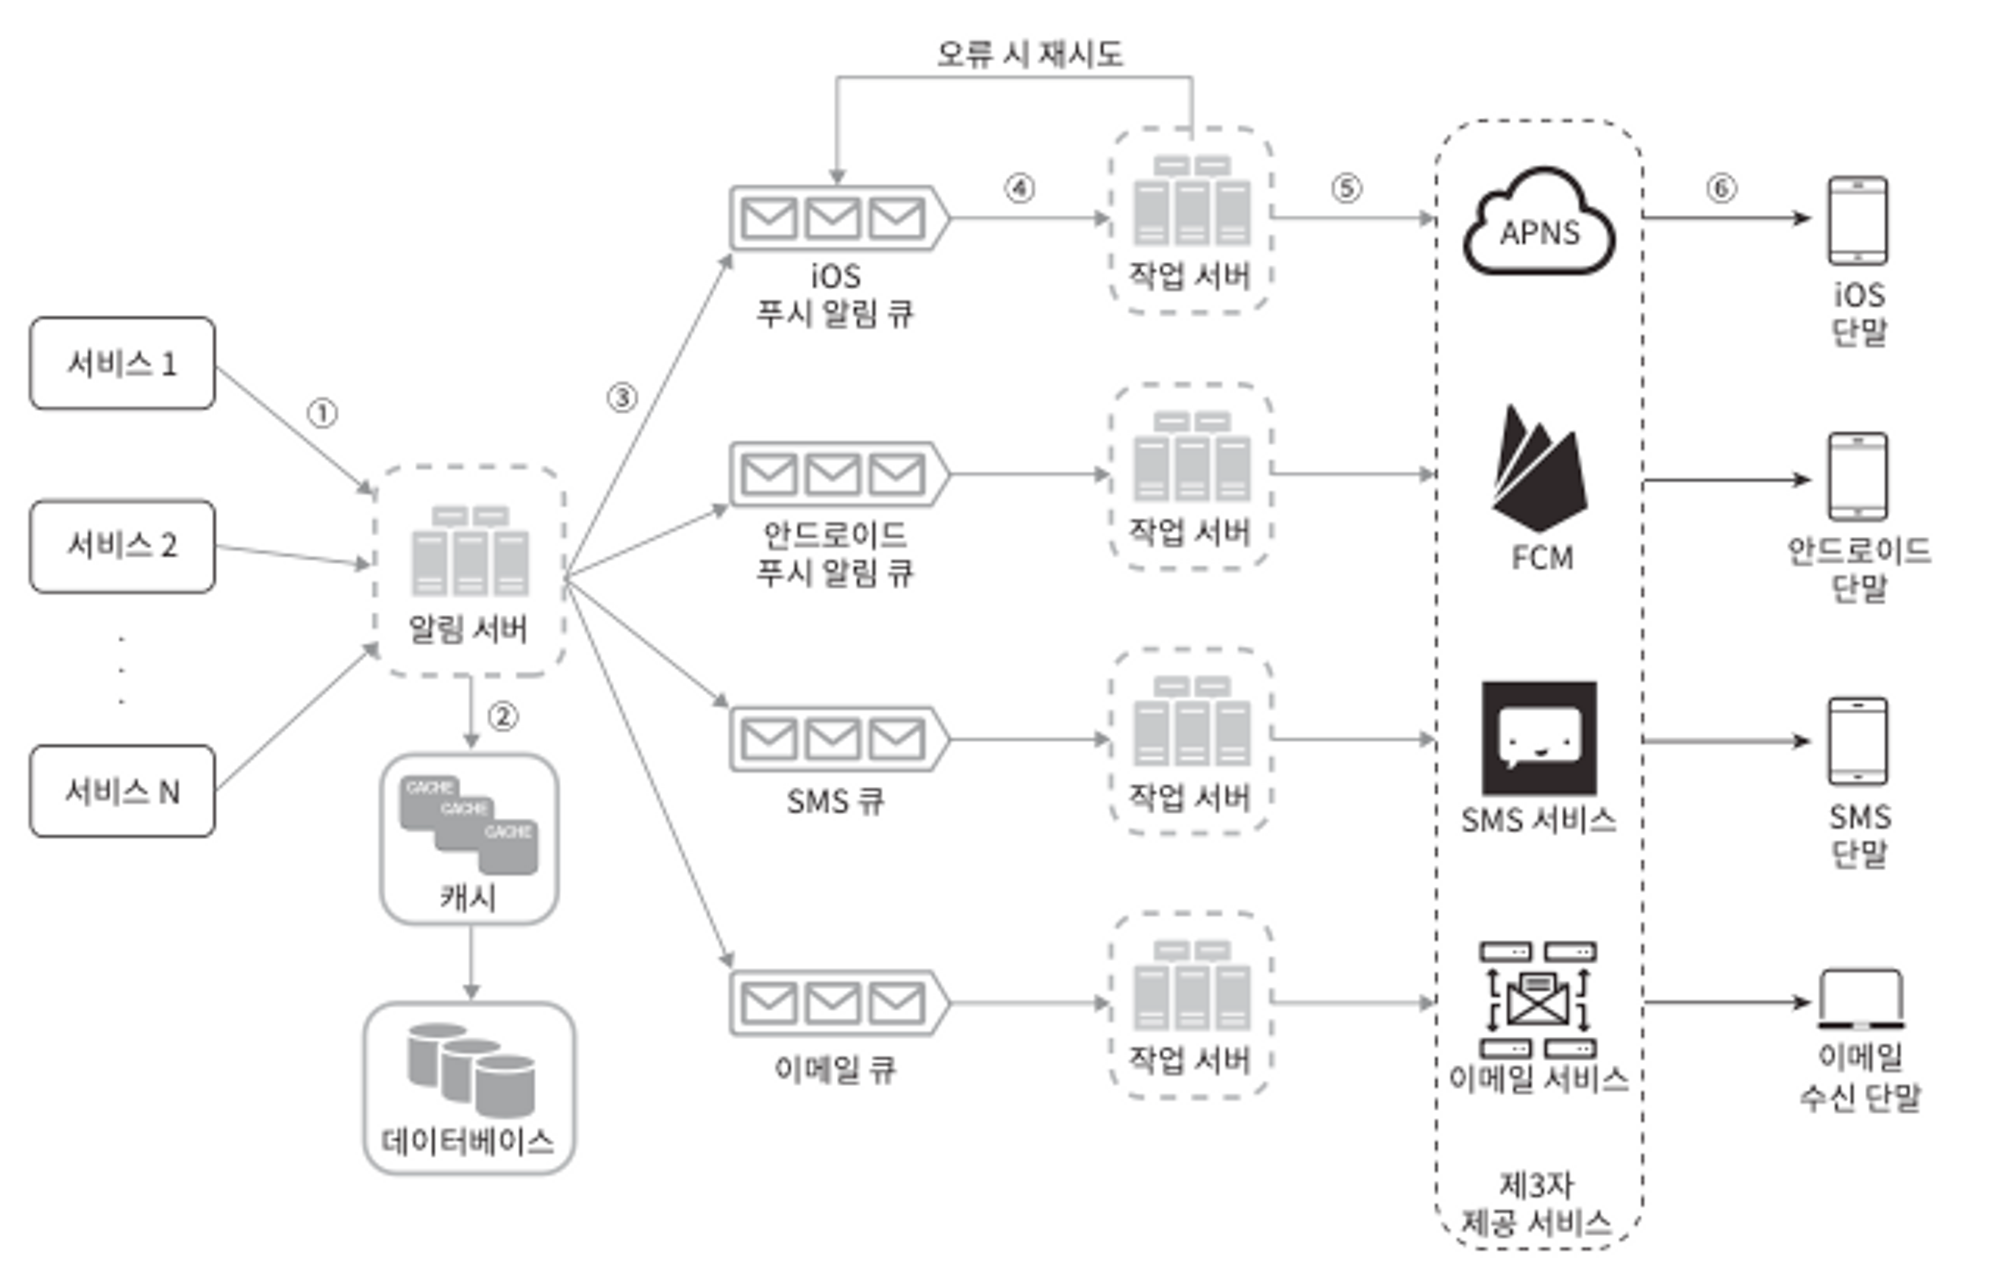 오류 시 재시도
④
⑤
⑥
APNS
작업 서버
iOS
푸시 알림 큐
iOS
단말
서비스 1
①
③
서비스 2
안드로이드
푸시 알림 큐
작업 서버
FCM
안드로이드
단말
알림 서버
.
.
.
②
서비스 N
CACHE
CACHE
CACHE
캐시
SMS 큐
작업 서버
SMS 서비스
SMS
단말
데이터베이스
이메일 큐
작업 서버
이메일 서비스
이메일
수신 단말
제3자
제공 서비스